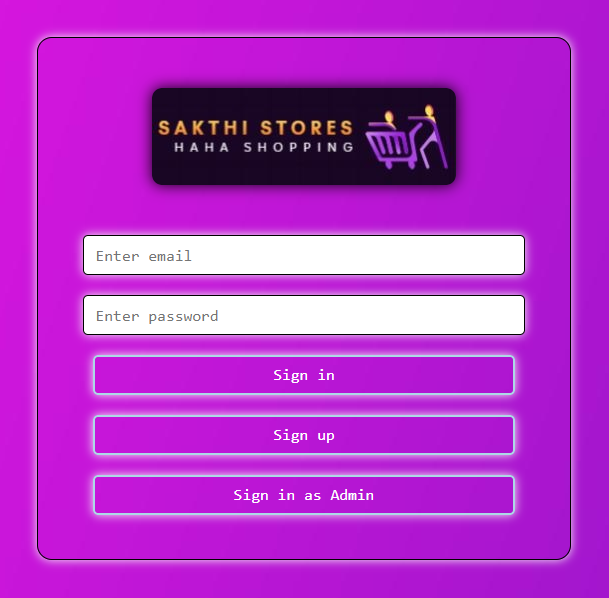 SAKTHI STORES
HAHA SHOPPING
Enter email
Enter password
Sign in
Sign up
Sign in as Admin